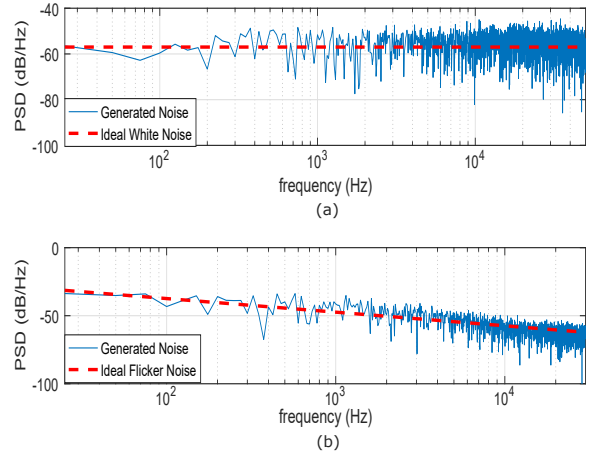 -40
-60
-80
-100
PSD (dB/Hz)
Generated Noise
Ideal White Noise
10^2
10^3
10^4
frequency (Hz)
(a)
0
-50
-100
PSD (dB/Hz)
Generated Noise
Ideal Flicker Noise
10^2
10^3
10^4
frequency (Hz)
(b)